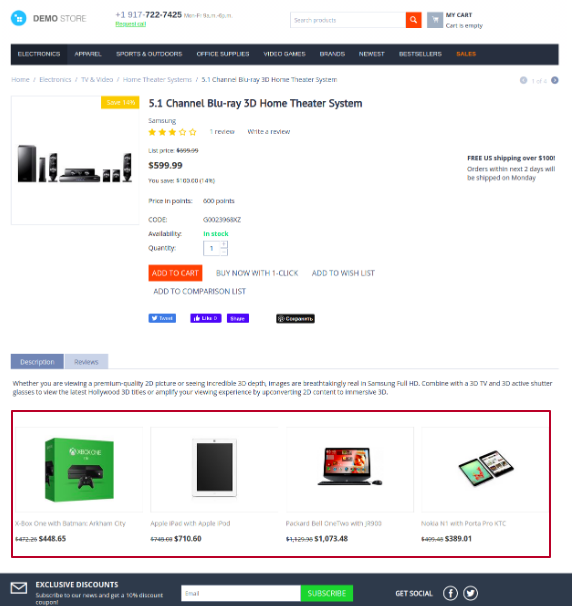 DEMO STORE
+1 917-722-7425 Mon-Fri 9a.m.-6p.m.
Request call
Search products
MY CART
Cart is empty
ELECTRONICS APPAREL SPORTS & OUTDOORS OFFICE SUPPLIES VIDEO GAMES BRANDS NEWEST BESTSELLERS SALES
Home / Electronics / TV & Video / Home Theater Systems / 5.1 Channel Blu-ray 3D Home Theater System
1 of 4
Save 14%
5.1 Channel Blu-ray 3D Home Theater System
Samsung
1 review Write a review
List price: $699.99
$599.99
You save: $100.00 (14%)
FREE US shipping over $100!
Orders within next 2 days will
be shipped on Monday
Price in points: 600 points
CODE: G0023968XZ
Availability: In stock
Quantity: 1
ADD TO CART BUY NOW WITH 1-CLICK ADD TO WISH LIST
ADD TO COMPARISON LIST
Tweet Like 0 Share Сохранить
Description Reviews
Whether you are viewing a premium-quality 2D picture or seeing incredible 3D depth, images are breathtakingly real in Samsung Full HD. Combine with a 3D TV and 3D active shutter
glasses to view the latest Hollywood 3D titles or amplify your viewing experience by upconverting 2D content to immersive 3D.
XBOX ONE
X-Box One with Batman: Arkham City
$472.26 $448.65
Apple iPad with Apple iPod
$748.00 $710.60
Packard Bell OneTwo with JR900
$1,129.98 $1,073.48
Nokia N1 with Porta Pro KTC
$409.48 $389.01
EXCLUSIVE DISCOUNTS
Subscribe to our news and get a 10% discount
coupon!
Email
SUBSCRIBE
GET SOCIAL